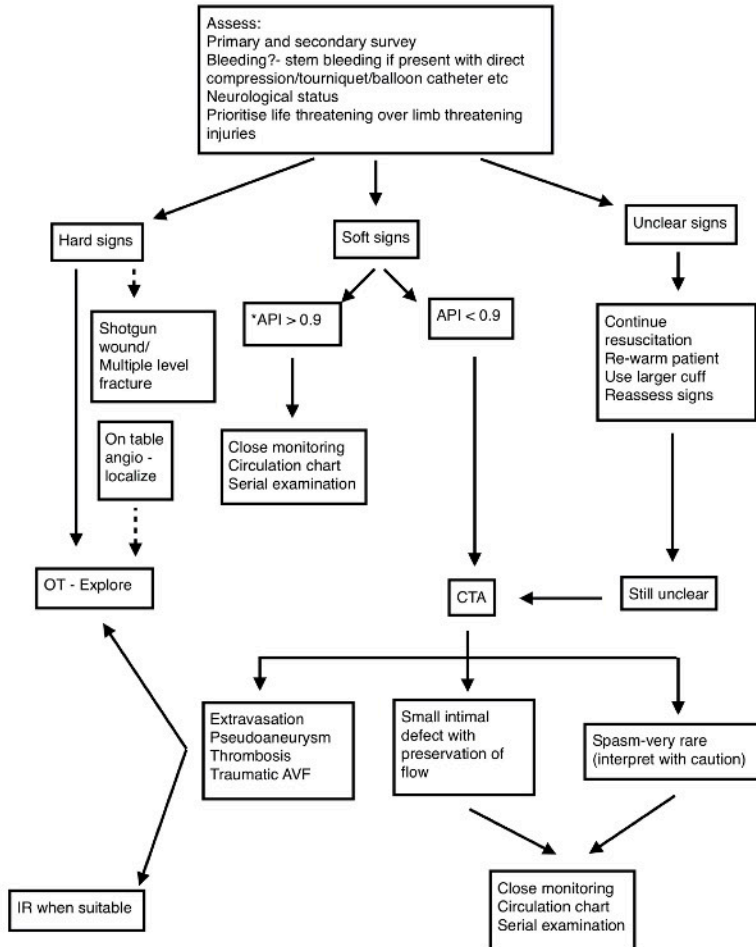 Assess:
Primary and secondary survey
Bleeding?- stem bleeding if present with direct
compression/tourniquet/balloon catheter etc
Neurological status
Prioritise life threatening over limb threatening
injuries
Hard signs
Soft signs
Unclear signs
Shotgun
wound/
Multiple level
fracture
*API > 0.9
API < 0.9
Continue
resuscitation
Re-warm patient
Use larger cuff
Reassess signs
On table
angio -
localize
Close monitoring
Circulation chart
Serial examination
OT - Explore
CTA
Still unclear
Extravasation
Pseudoaneurysm
Thrombosis
Traumatic AVF
Small intimal
defect with
preservation of
flow
Spasm-very rare
(interpret with caution)
IR when suitable
Close monitoring
Circulation chart
Serial examination